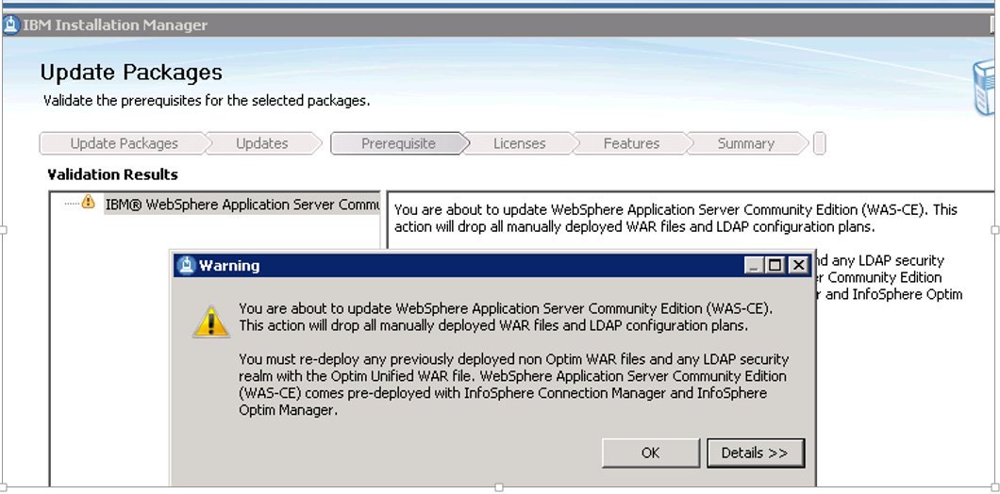 IBM Installation Manager
Update Packages
Validate the prerequisites for the selected packages.
Update Packages
Updates
Prerequisite
Licenses
Features
Summary
Validation Results
IBM® WebSphere Application Server Commu
You are about to update WebSphere Application Server Community Edition (WAS-CE). This
action will drop all manually deployed WAR files and LDAP configuration plans.
nd any LDAP security
r Community Edition
r and InfoSphere Optim
Warning
You are about to update WebSphere Application Server Community Edition (WAS-CE).
This action will drop all manually deployed WAR files and LDAP configuration plans.
You must re-deploy any previously deployed non Optim WAR files and any LDAP security
realm with the Optim Unified WAR file. WebSphere Application Server Community Edition
(WAS-CE) comes pre-deployed with InfoSphere Connection Manager and InfoSphere
Optim Manager.
OK
Details >>